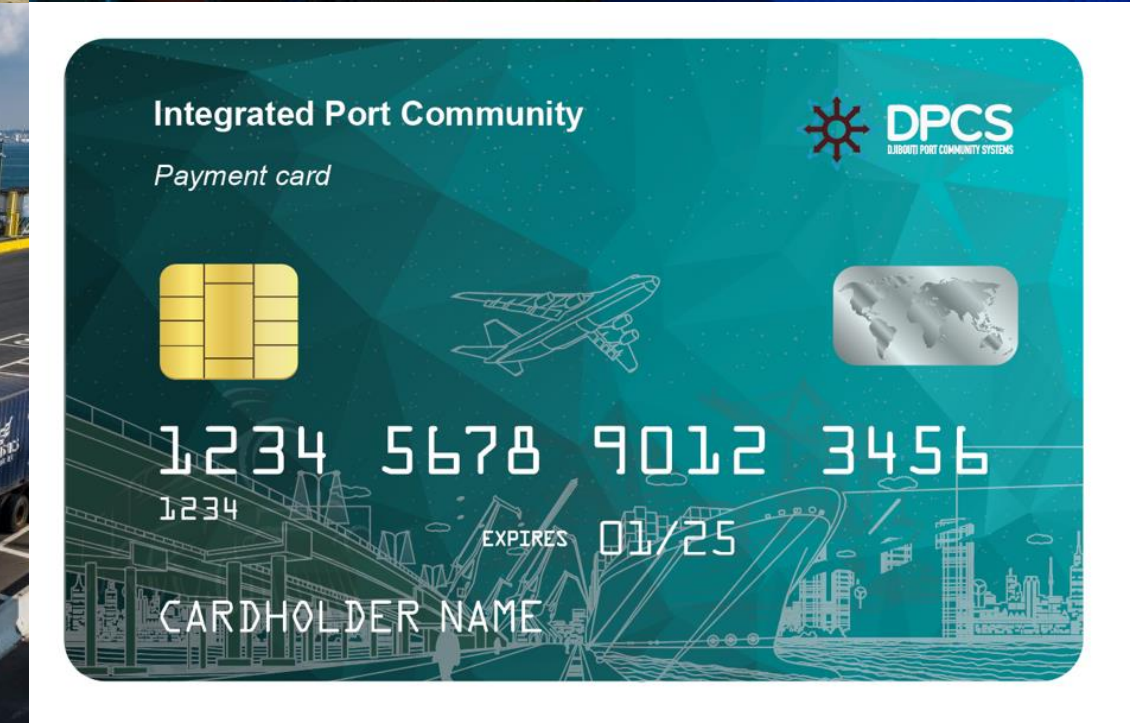 Integrated Port Community
DPCS
DJIBOUTI PORT COMMUNITY SYSTEMS
Payment card
1234 5678 9012 3456
1234
EXPIRES 01/25
CARDHOLDER NAME